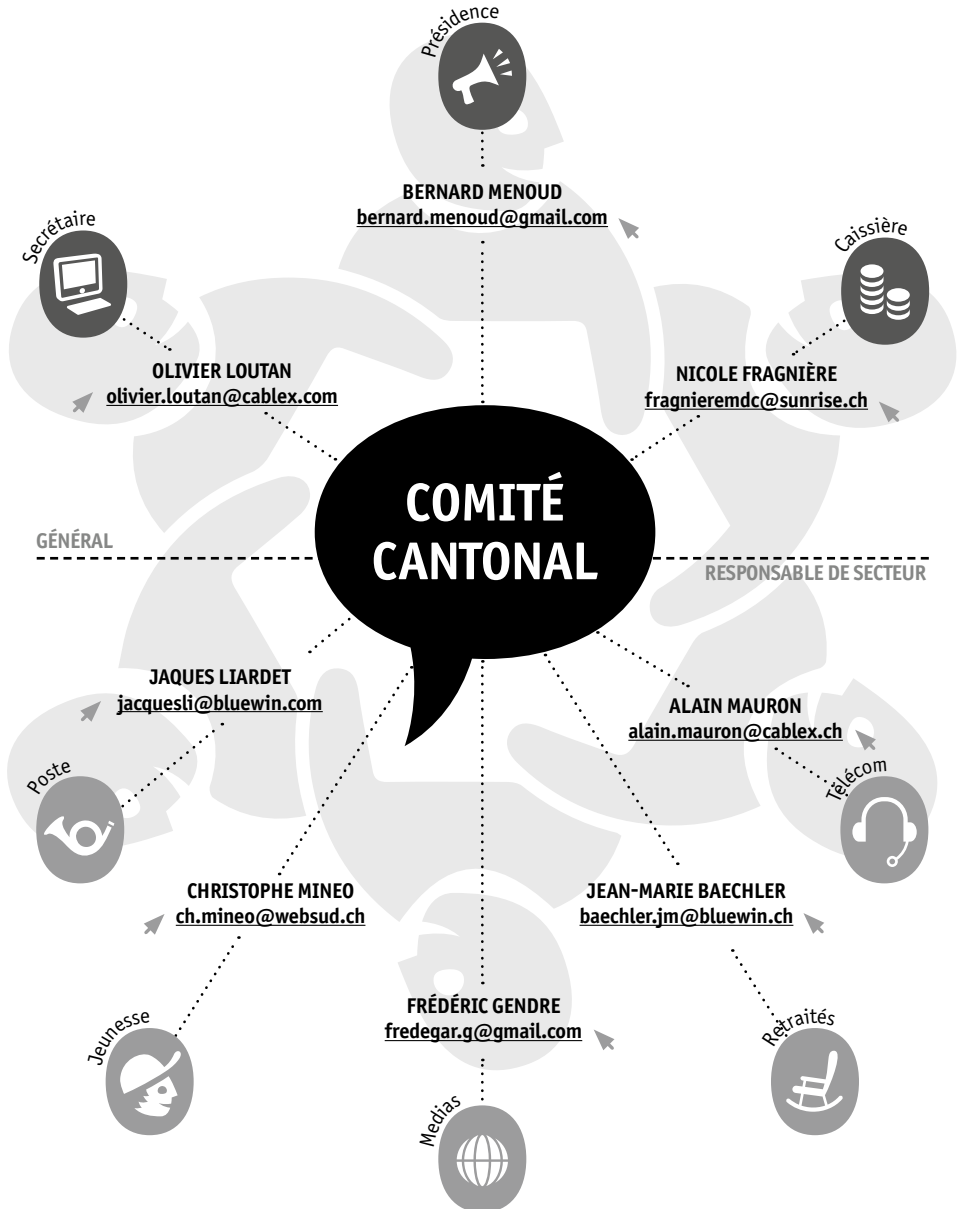 Présidence
BERNARD MENOUD
bernard.menoud@gmail.com
Secrétaire
OLIVIER LOUTAN
olivier.loutan@cablex.com
Caissière
NICOLE FRAGNIÈRE
fragnieremdc@sunrise.ch
COMITÉ
CANTONAL
GÉNÉRAL
RESPONSABLE DE SECTEUR
JAQUES LIARDET
jacquesli@bluewin.com
Poste
ALAIN MAURON
alain.mauron@cablex.ch
Télécom
CHRISTOPHE MINEO
ch.mineo@websud.ch
Jeunesse
JEAN-MARIE BAECHLER
baechler.jm@bluewin.ch
Retraités
FRÉDÉRIC GENDRE
fredegar.g@gmail.com
Medias